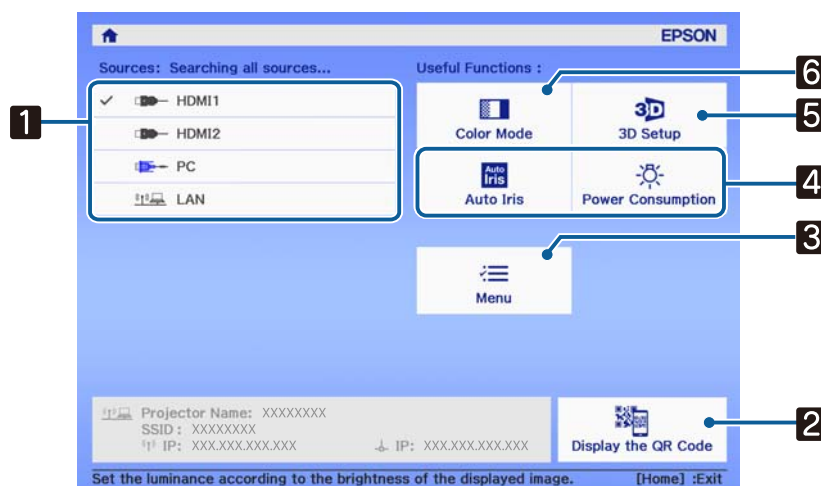 EPSON
Sources: Searching all sources...
Useful Functions :
HDMI1
HDMI2
PC
LAN
1
Color Mode
3D
3D Setup
6
5
Auto
Iris
Auto Iris
Power Consumption
4
3
Menu
Projector Name: XXXXXXXX
SSID : XXXXXXXX
IP: XXX.XXX.XXX.XXX
IP: XXX.XXX.XXX.XXX
Display the QR Code
2
Set the luminance according to the brightness of the displayed image.
[Home] :Exit